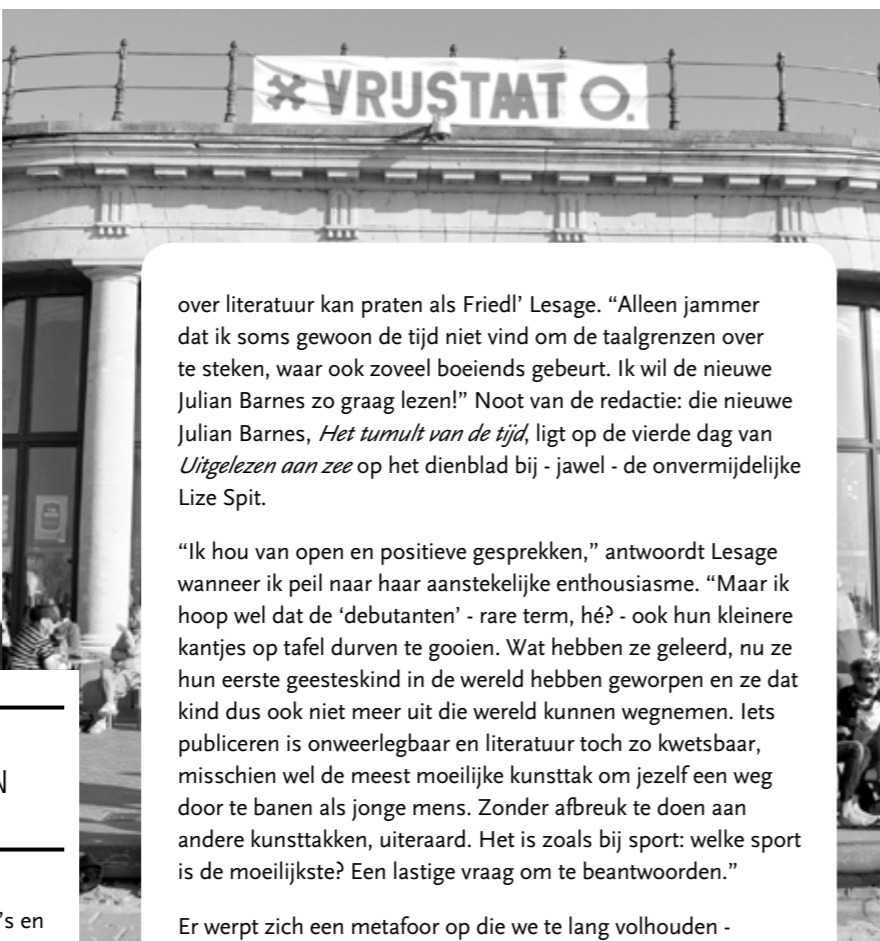 VRIJSTAAT O.
over literatuur kan praten als Friedl’ Lesage. “Alleen jammer
dat ik soms gewoon de tijd niet vind om de taalgrenzen over
te steken, waar ook zoveel boeiends gebeurt. Ik wil de nieuwe
Julian Barnes zo graag lezen!” Noot van de redactie: die nieuwe
Julian Barnes, Het tumult van de tijd, ligt op de vierde dag van
Uitgelezen aan zee op het dienblad bij - jawel - de onvermijdelijke
Lize Spit.
“Ik hou van open en positieve gesprekken,” antwoordt Lesage
wanneer ik peil naar haar aanstekelijke enthousiasme. “Maar ik
hoop wel dat de ‘debutanten’ - rare term, hé? - ook hun kleinere
kantjes op tafel durven te gooien. Wat hebben ze geleerd, nu ze
hun eerste geesteskind in de wereld hebben geworpen en ze dat
kind dus ook niet meer uit die wereld kunnen wegnemen. Iets
publiceren is onweerlegbaar en literatuur toch zo kwetsbaar,
misschien wel de meest moeilijke kunsttak om jezelf een weg
door te banen als jonge mens. Zonder afbreuk te doen aan
andere kunsttakken, uiteraard. Het is zoals bij sport: welke sport
is de moeilijkste? Een lastige vraag om te beantwoorden.”
Er werpt zich een metafoor op die we te lang volhouden -
N
’s en